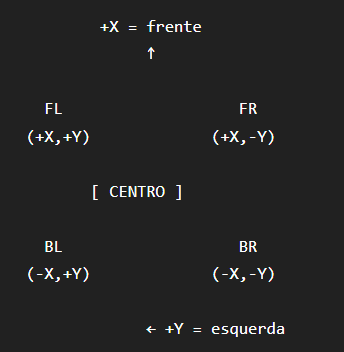 +X = frente
↑
FL FR
(+X,+Y) (+X,-Y)
[ CENTRO ]
BL BR
(-X,+Y) (-X,-Y)
← +Y = esquerda